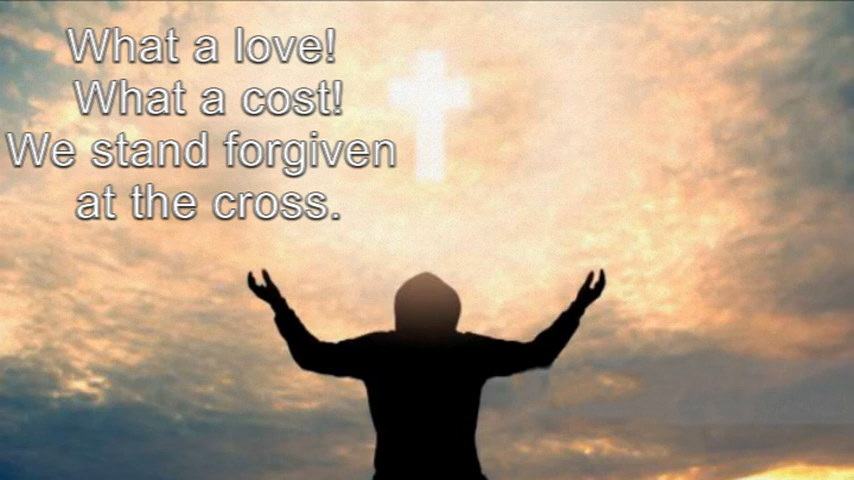 What a love!
What a cost!
We stand forgiven
at the cross.